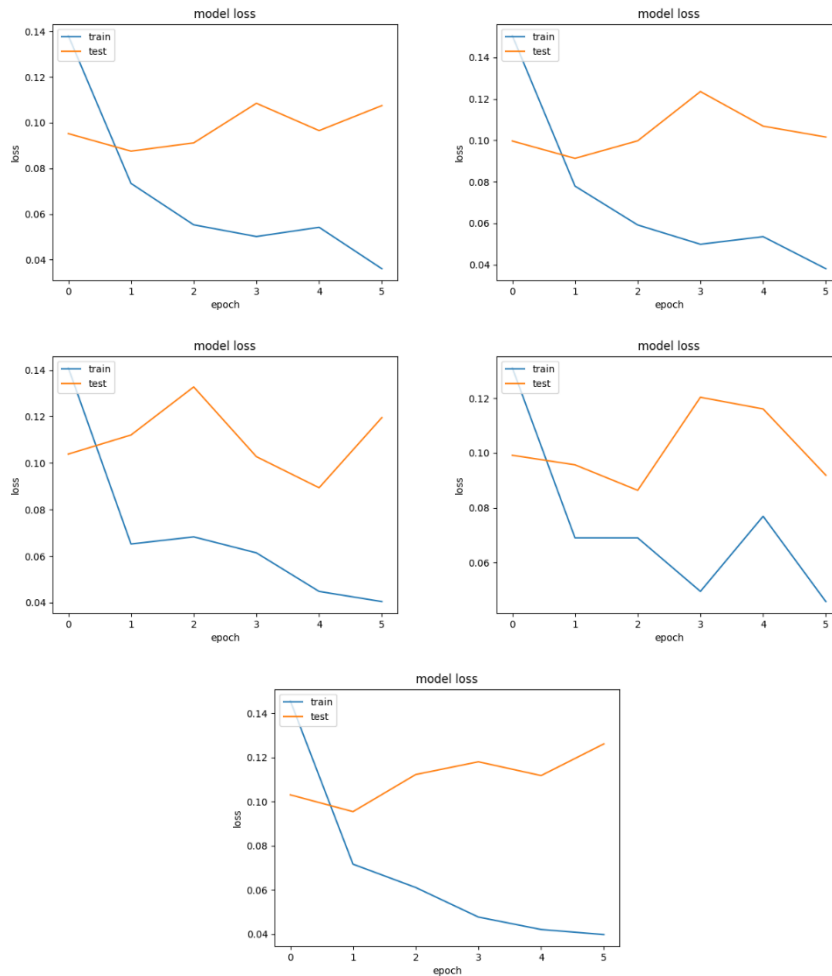 model loss
train
test
loss
0.14
0.12
0.10
0.08
0.06
0.04
0 1 2 3 4 5
epoch
model loss
train
test
loss
0.14
0.12
0.10
0.08
0.06
0.04
0 1 2 3 4 5
epoch
model loss
train
test
loss
0.14
0.12
0.10
0.08
0.06
0.04
0 1 2 3 4 5
epoch
model loss
train
test
loss
0.12
0.10
0.08
0.06
0 1 2 3 4 5
epoch
model loss
train
test
loss
0.14
0.12
0.10
0.08
0.06
0.04
0 1 2 3 4 5
epoch